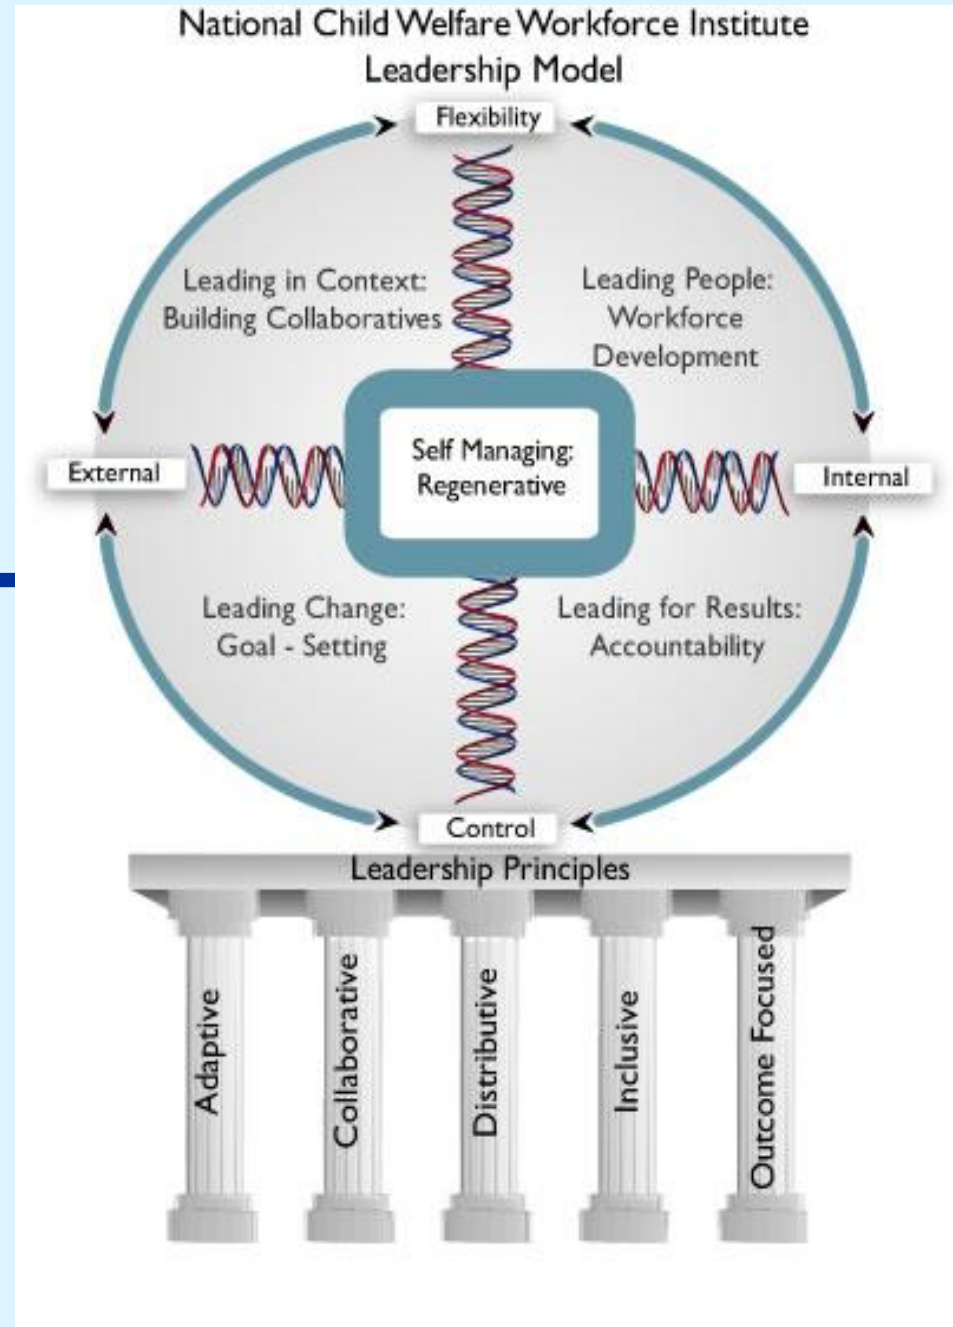 National Child Welfare Workforce Institute
Leadership Model
Flexibility
Leading in Context:
Building Collaboratives
Leading People:
Workforce
Development
External
Self Managing:
Regenerative
Internal
Leading Change:
Goal - Setting
Leading for Results:
Accountability
Control
Leadership Principles
Adaptive
Collaborative
Distributive
Inclusive
Outcome Focused